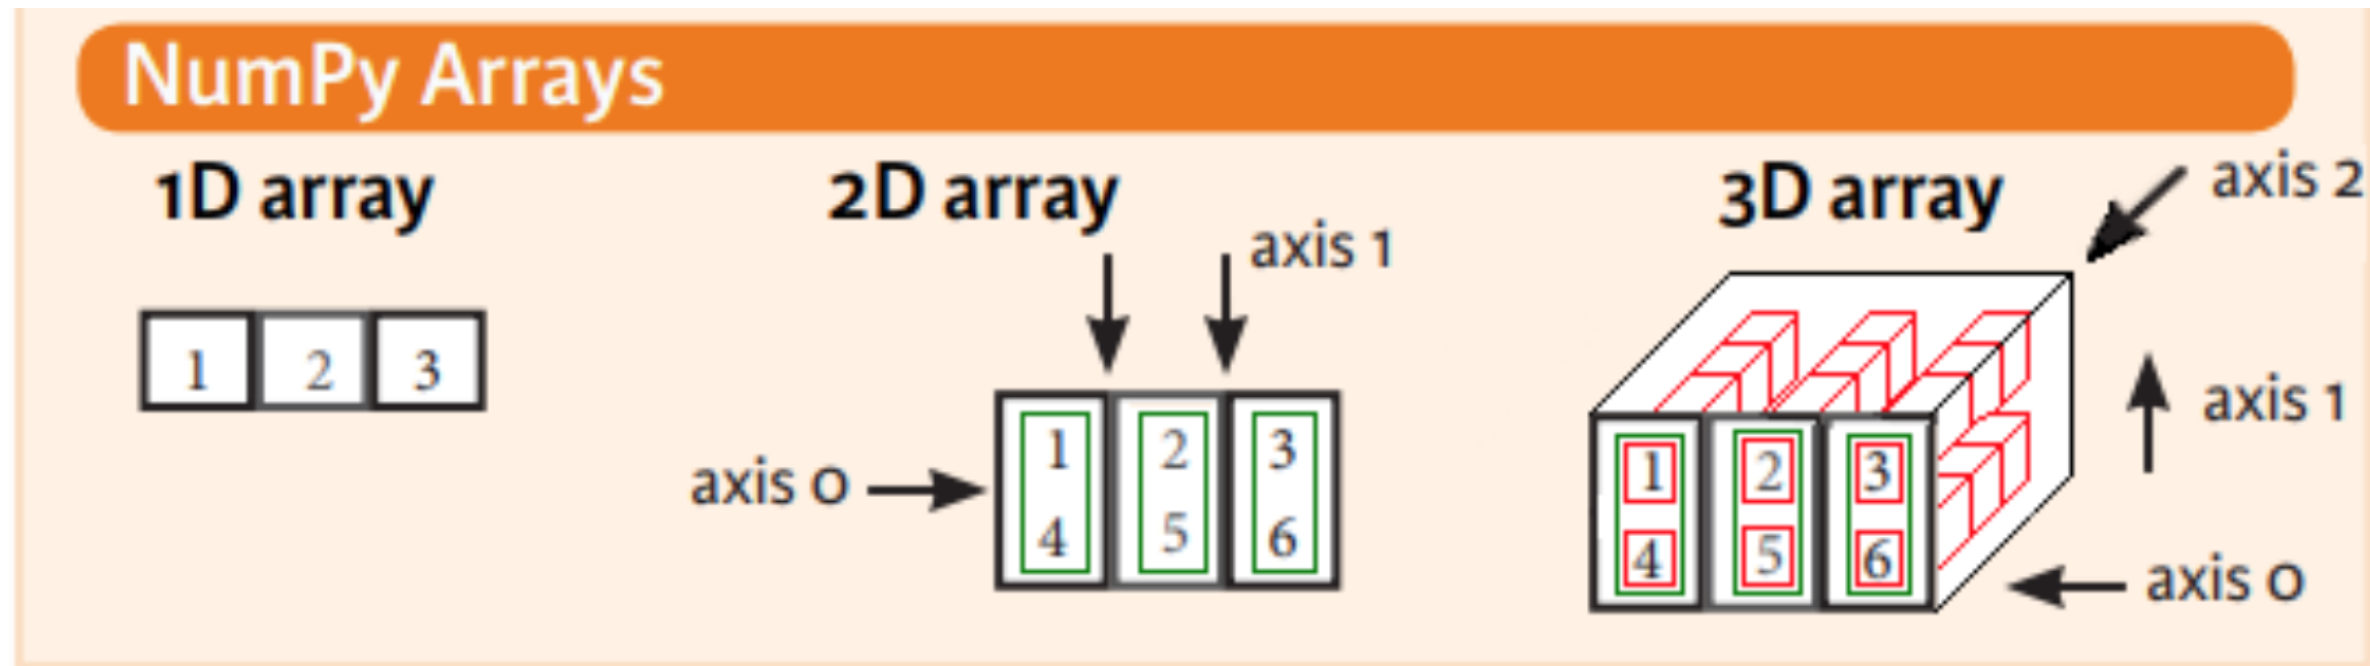 NumPy Arrays
1D array
2D array
3D array
axis 2
axis 1
1 2 3
axis 0
1 2 3
4 5 6
1 2 3
4 5 6
axis 1
axis 0